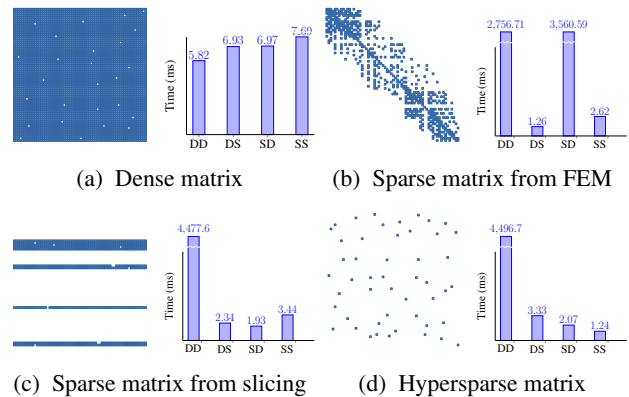 5.82
6.93
6.97
7.69
Time (ms)
DD DS SD SS
(a) Dense matrix
2,756.71
1.26
3,560.59
2.62
Time (ms)
DD DS SD SS
(b) Sparse matrix from FEM
4,477.6
2.34
1.93
3.44
Time (ms)
DD DS SD SS
(c) Sparse matrix from slicing
4,496.7
3.33
2.07
1.24
Time (ms)
DD DS SD SS
(d) Hypersparse matrix